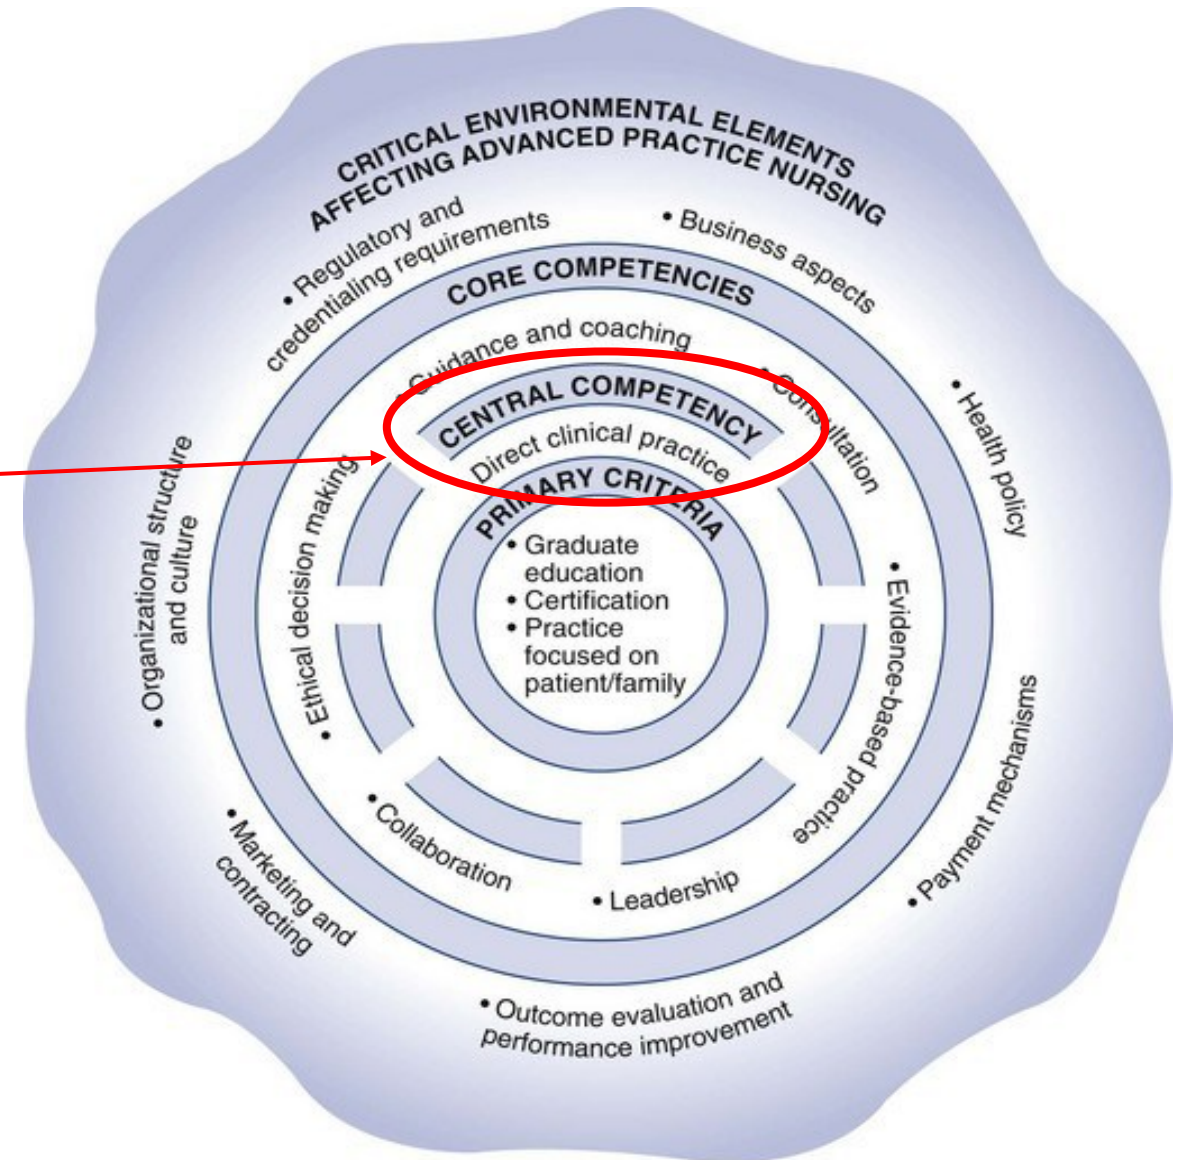 CRITICAL ENVIRONMENTAL ELEMENTS
AFFECTING ADVANCED PRACTICE NURSING
• Regulatory and
credentialing requirements
• Business aspects
• Health policy
• Payment mechanisms
• Outcome evaluation and
performance improvement
• Marketing and
contracting
• Organizational structure
and culture
CORE COMPETENCIES
• Guidance and coaching
• Consultation
• Evidence-based practice
• Leadership
• Collaboration
• Ethical decision making
CENTRAL COMPETENCY
Direct clinical practice
PRIMARY CRITERIA
• Graduate
education
• Certification
• Practice
focused on
patient/family